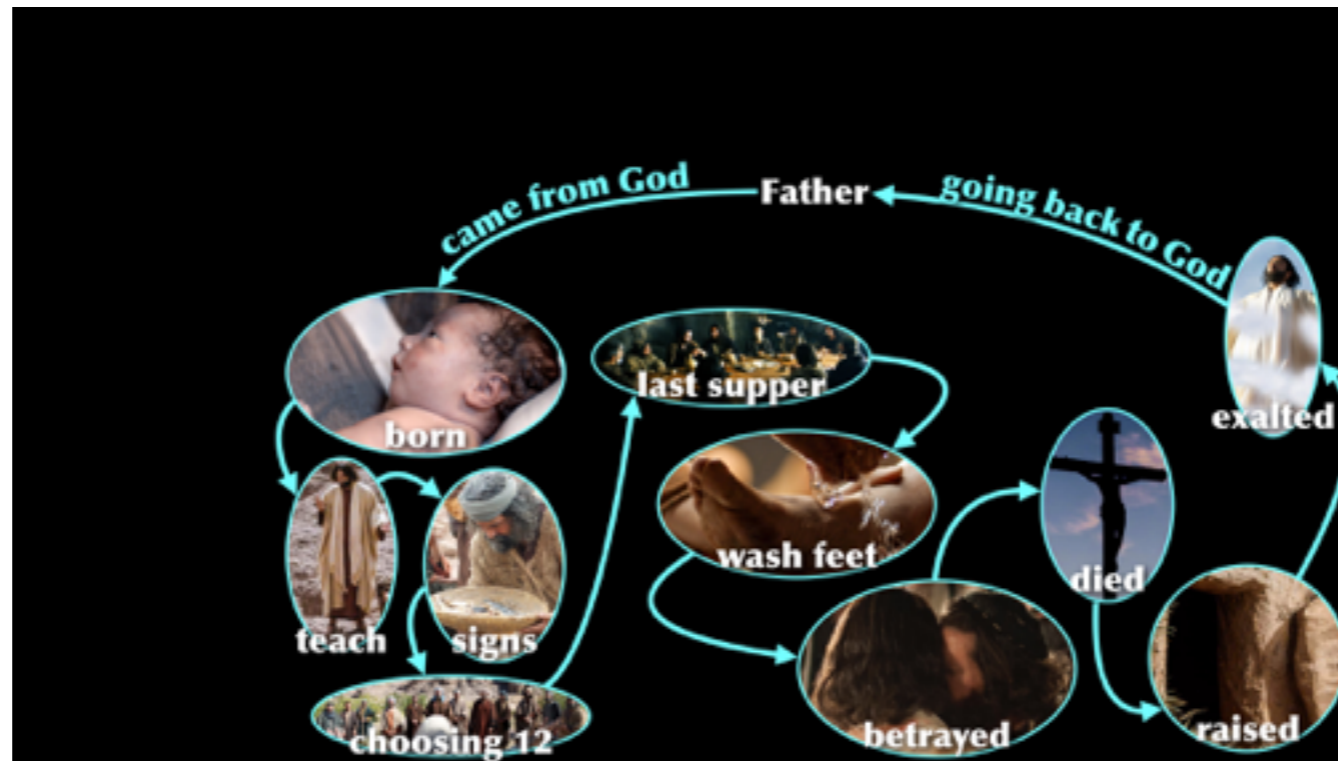 Father
came from God
going back to God
born
teach
signs
choosing 12
last supper
wash feet
betrayed
died
raised
exalted